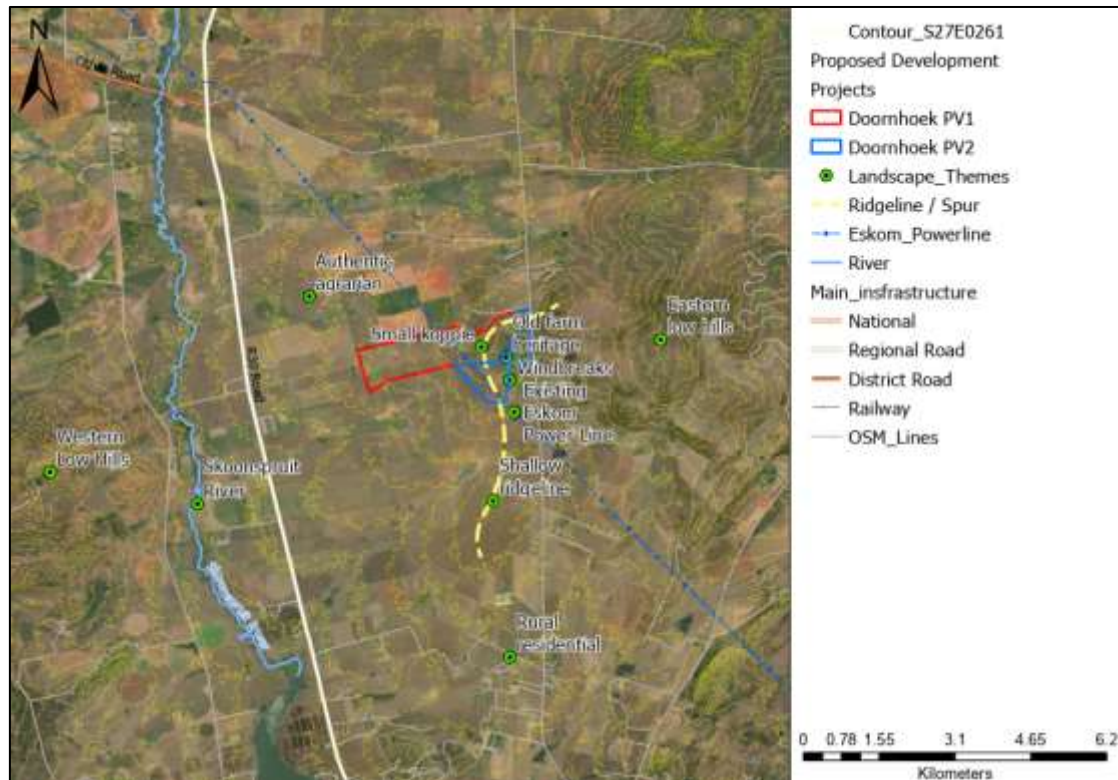 N
Road
Authentic
agrarian
Small koppie
Old farm
heritage
Windbreaks
Existing
Eskom
Power Line
Eastern
low hills
Western
Low Hills
Skoonspruit
River
Shallow
ridgeline
Rural
residential
Contour_S27E0261
Proposed Development
Projects
Doornhoek PV1
Doornhoek PV2
Landscape_Themes
Ridgeline / Spur
Eskom_Powerline
River
Main_insfrastructure
National
Regional Road
District Road
Railway
OSM_Lines
0 0.78 1.55 3.1 4.65 6.2
Kilometers